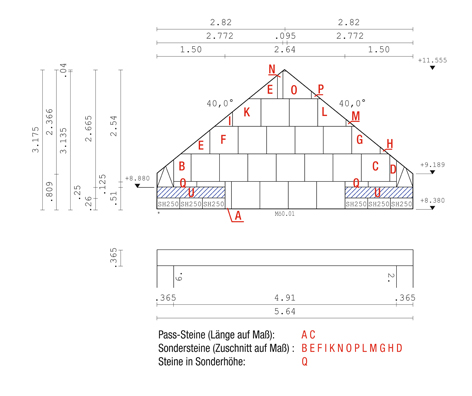 2.82 2.82
2.772 .095 2.772
1.50 2.64 1.50
+11.555
N
E O P
40,0° 40,0°
K L M
I
F G
E H
B C D
+9.189
+8.880
Q Q
U U
SH250 SH250 SH250 SH250 SH250 SH250
+8.380
A M00.01
3.175 2.366 .04 3.135 2.665 2.54
.809 .25 .26 .125 .51
.365
.365 4.91 .365
5.64
Pass-Steine (Länge auf Maß): A C
Sondersteine (Zuschnitt auf Maß) : B E F I K N O P L M G H D
Steine in Sonderhöhe: Q